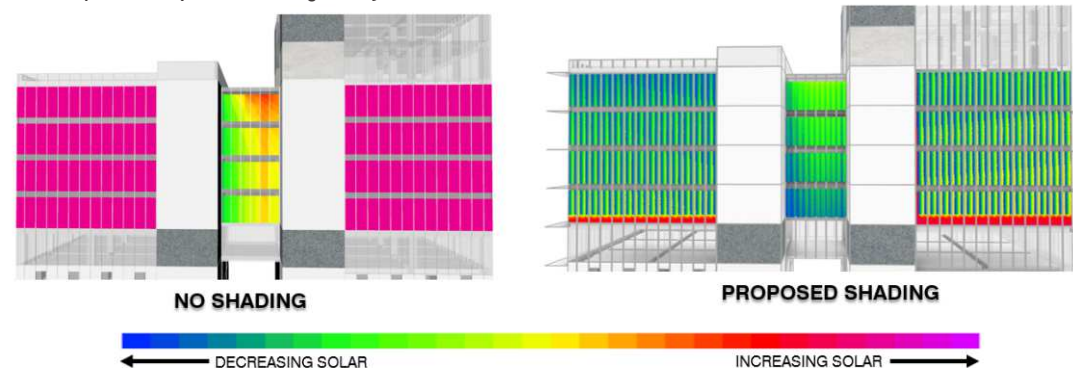 NO SHADING
PROPOSED SHADING
DECREASING SOLAR
INCREASING SOLAR